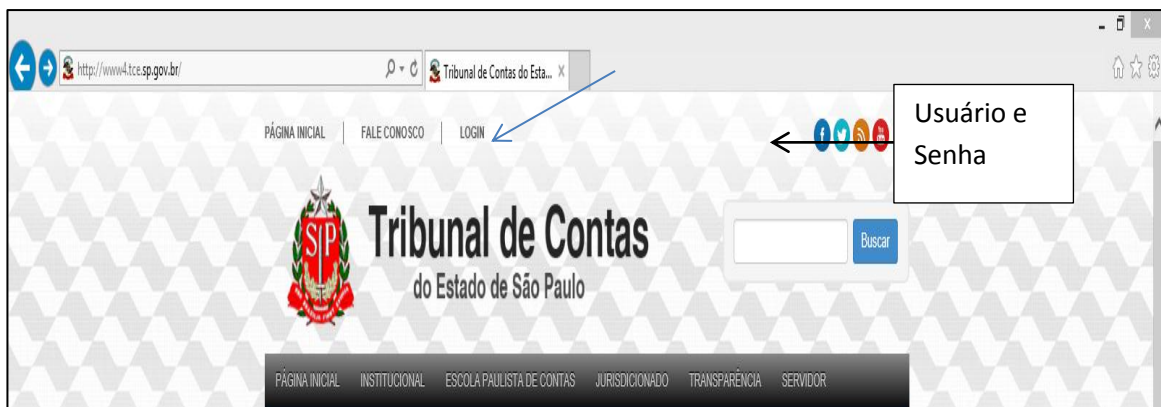 http://www4.tce.sp.gov.br/
Tribunal de Contas do Esta...
PÁGINA INICIAL
FALE CONOSCO
LOGIN
Usuário e
Senha
Tribunal de Contas
do Estado de São Paulo
Buscar
PÁGINA INICIAL INSTITUCIONAL ESCOLA PAULISTA DE CONTAS JURISDICIONADO TRANSPARÊNCIA SERVIDOR